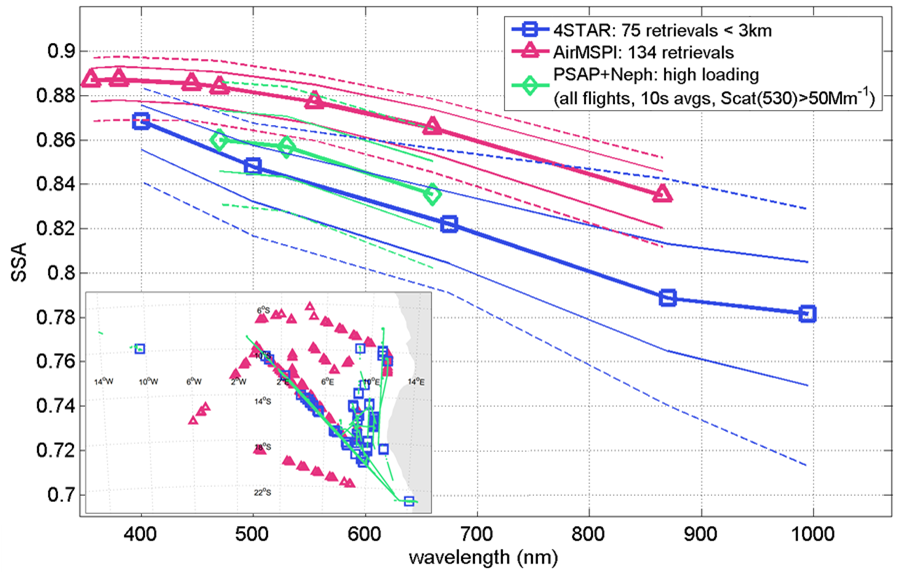 4STAR: 75 retrievals < 3km
AirMSPI: 134 retrievals
PSAP+Neph: high loading
(all flights, 10s avgs, Scat(530)>50Mm⁻¹)
SSA
0.9
0.88
0.86
0.84
0.82
0.8
0.78
0.76
0.74
0.72
0.7
6°S
14°W 10°W 6°W 2°W 6°E 10°E 14°E
14°S
18°S
22°S
400 500 600 700 800 900 1000
wavelength (nm)